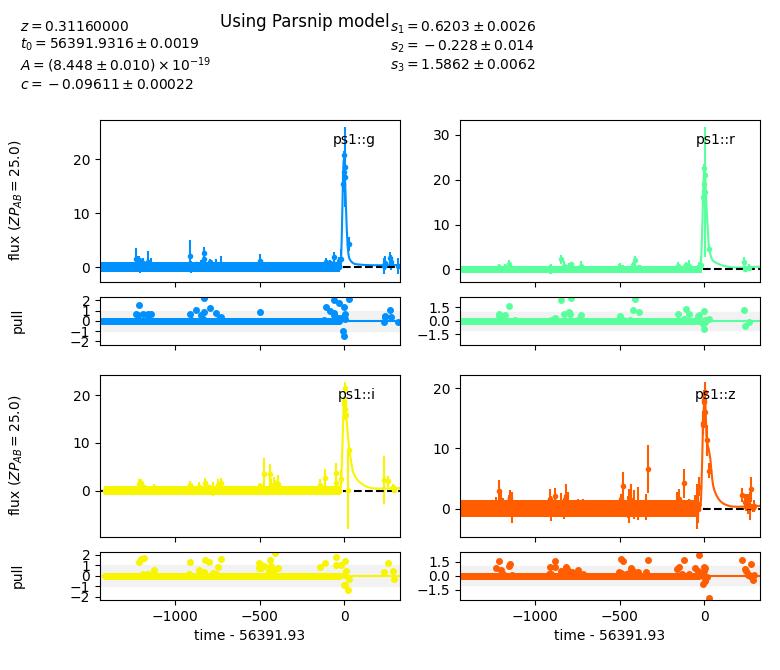 Using Parsnip model
z = 0.31160000
t0 = 56391.9316 ± 0.0019
A = (8.448 ± 0.010) × 10^−19
c = −0.09611 ± 0.00022
s1 = 0.6203 ± 0.0026
s2 = −0.228 ± 0.014
s3 = 1.5862 ± 0.0062
flux (ZP_AB = 25.0)
20
10
0
ps1::g
30
20
10
0
ps1::r
pull
2
1
0
−1
−2
1.5
0.0
−1.5
flux (ZP_AB = 25.0)
20
10
0
ps1::i
20
10
0
ps1::z
pull
2
1
0
−1
−2
1.5
0.0
−1.5
−1000 −500 0
−1000 −500 0
time - 56391.93
time - 56391.93